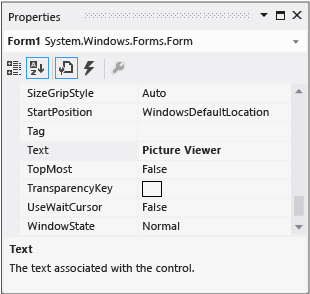 Properties
Form1 System.Windows.Forms.Form
SizeGripStyle Auto
StartPosition WindowsDefaultLocation
Tag
Text Picture Viewer
TopMost False
TransparencyKey
UseWaitCursor False
WindowState Normal
Text
The text associated with the control.